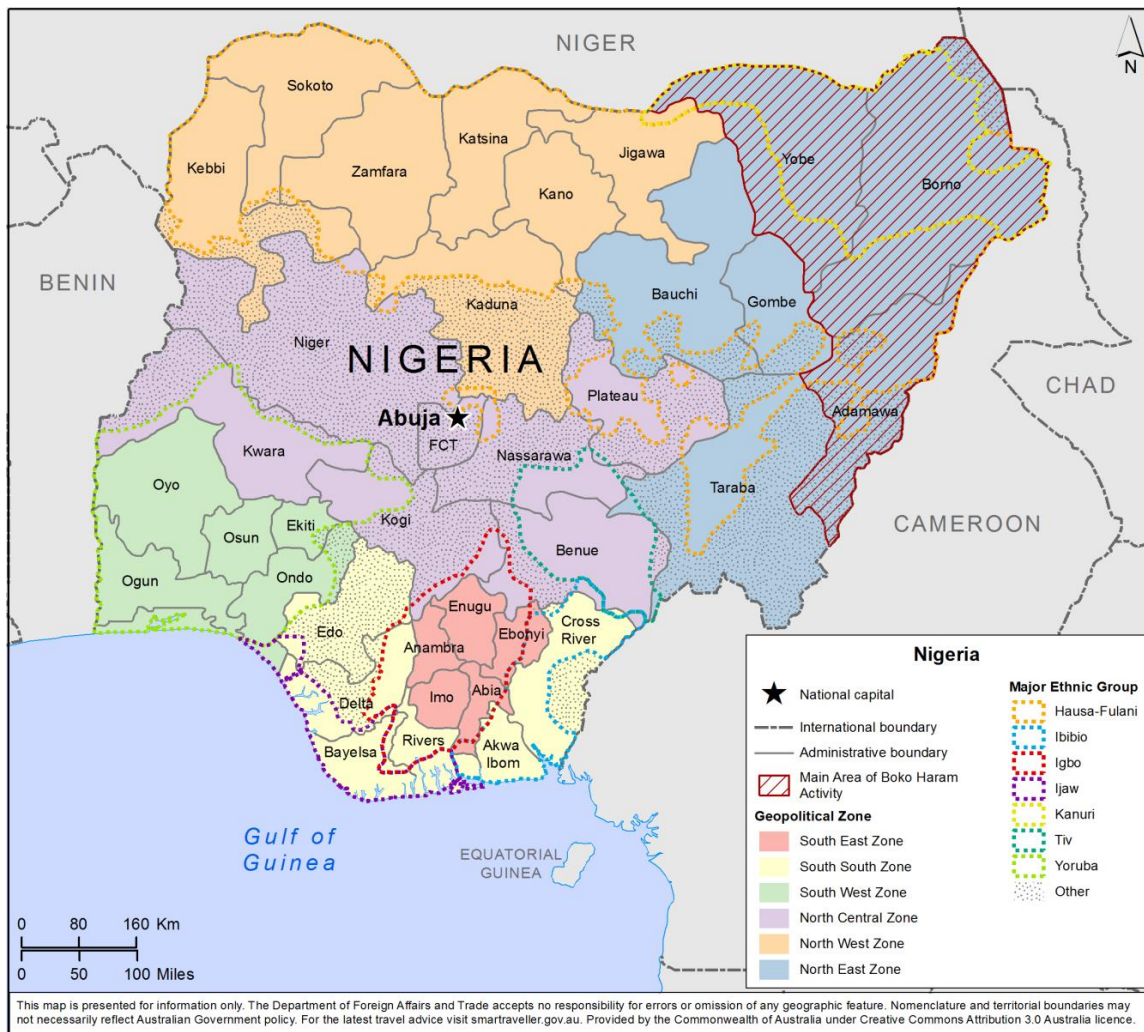 NIGER
N
Sokoto
Katsina
Jigawa
Yobe
Borno
Kebbi
Zamfara
Kano
BENIN
Kaduna
Bauchi
Gombe
Niger
NIGERIA
CHAD
Plateau
Adamawa
Abuja
FCT
Kwara
Nassarawa
Taraba
Oyo
Kogi
CAMEROON
Ekiti
Osun
Benue
Ogun
Ondo
Enugu
Cross
River
Edo
Ebonyi
Anambra
Imo
Abia
Delta
Rivers
Akwa
Ibom
Bayelsa
Gulf of
Guinea
EQUATORIAL
GUINEA
0 80 160 Km
0 50 100 Miles
Nigeria
National capital
International boundary
Administrative boundary
Main Area of Boko Haram
Activity
Geopolitical Zone
South East Zone
South South Zone
South West Zone
North Central Zone
North West Zone
North East Zone
Major Ethnic Group
Hausa-Fulani
Ibibio
Igbo
Ijaw
Kanuri
Tiv
Yoruba
Other
This map is presented for information only. The Department of Foreign Affairs and Trade accepts no responsibility for errors or omission of any geographic feature. Nomenclature and territorial boundaries may
not necessarily reflect Australian Government policy. For the latest travel advice visit smartraveller.gov.au. Provided by the Commonwealth of Australia under Creative Commons Attribution 3.0 Australia licence.